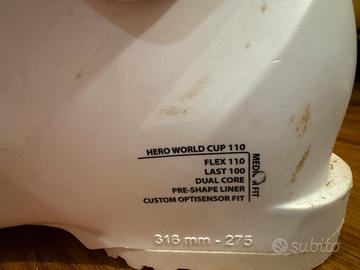 HERO WORLD CUP 110
FLEX 110
LAST 100
DUAL CORE
PRE-SHAPE LINER
CUSTOM OPTISENSOR FIT
MEDIUM FIT
316 mm - 275
subito